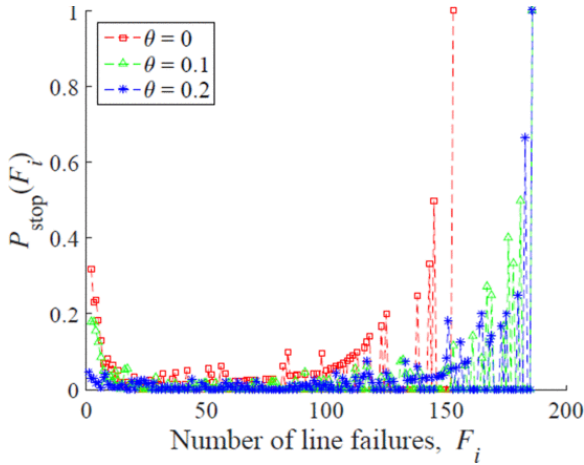 1
0.8
0.6
0.4
0.2
0
P_stop(F_i)
θ = 0
θ = 0.1
θ = 0.2
0 50 100 150 200
Number of line failures, F_i